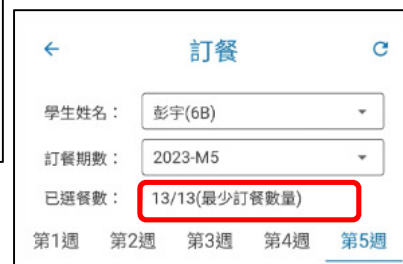 訂餐
學生姓名： 彭宇(6B)
訂餐期數： 2023-M5
已選餐數： 13/13(最少訂餐數量)
第1週 第2週 第3週 第4週 第5週